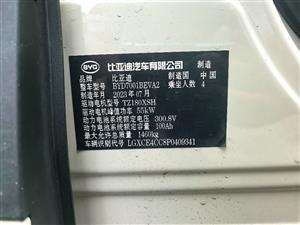 BYD 比亚迪汽车有限公司 制造
品牌 比亚迪 制造国 中国
整车型号 BYD7001BEVA2 乘坐人数 4
制造年月 2023年07月
驱动电机型号 TZ180XSH
驱动电机峰值功率 55kW
动力电池系统额定电压 300.8V
动力电池系统额定容量 100Ah
最大允许总质量 1460kg
车辆识别代号 LGXCE4CC8P0409341